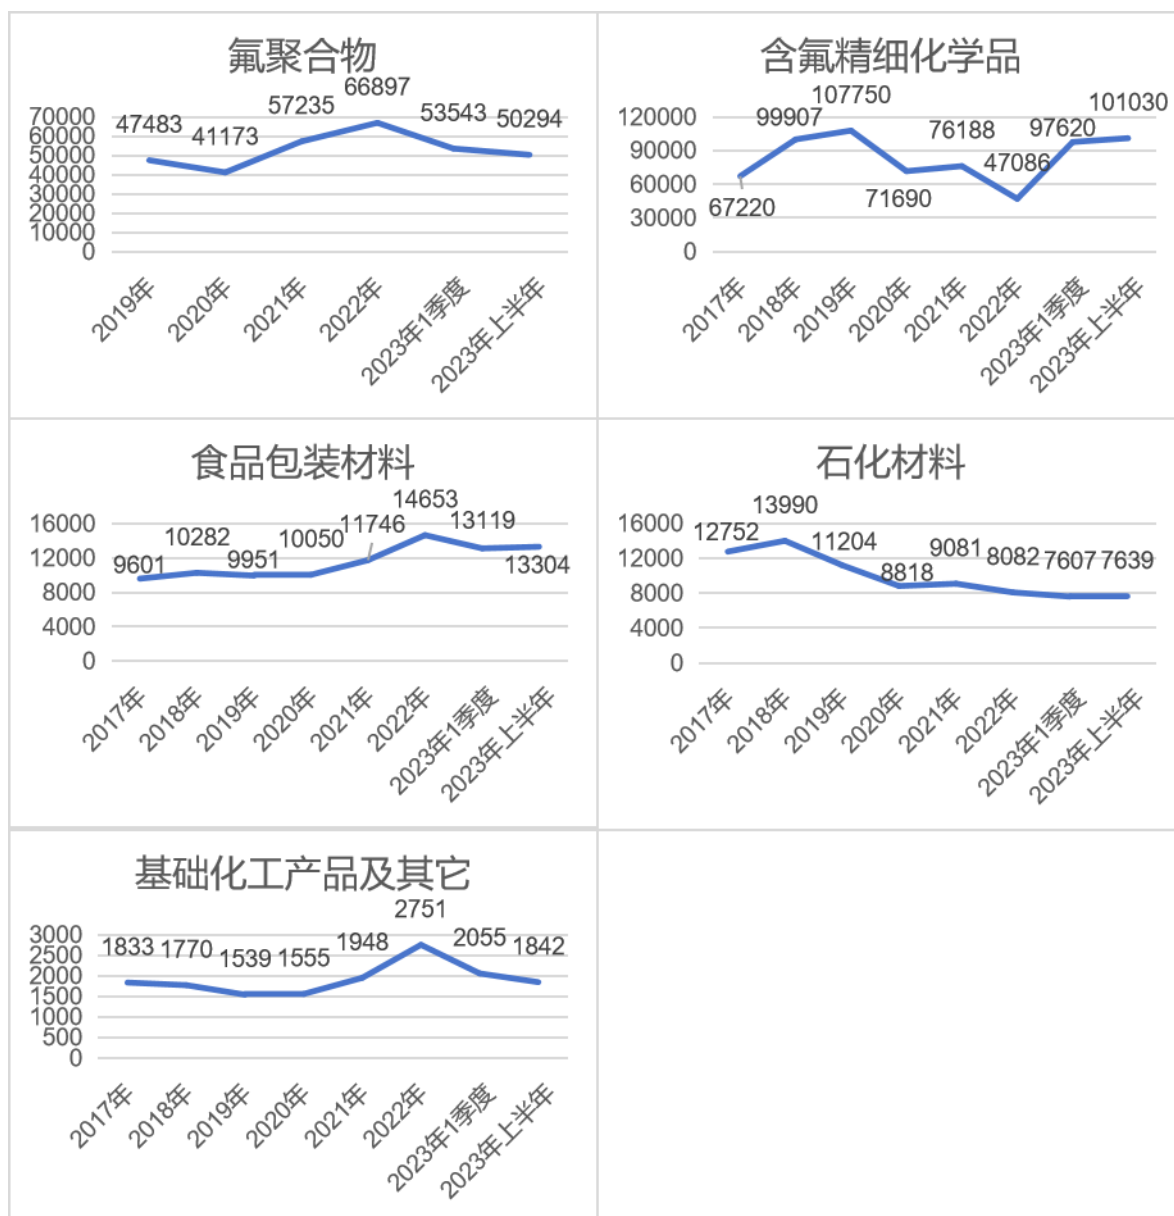 氟聚合物
70000
60000
50000
40000
30000
20000
10000
0
47483
41173
57235
66897
53543
50294
2019年
2020年
2021年
2022年
2023年1季度
2023年上半年
含氟精细化学品
120000
90000
60000
30000
0
67220
99907
107750
71690
76188
47086
97620
101030
2017年
2018年
2019年
2020年
2021年
2022年
2023年1季度
2023年上半年
食品包装材料
16000
12000
8000
4000
0
9601
10282
9951
10050
11746
14653
13119
13304
2017年
2018年
2019年
2020年
2021年
2022年
2023年1季度
2023年上半年
石化材料
16000
12000
8000
4000
0
12752
13990
11204
8818
9081
8082
7607
7639
2017年
2018年
2019年
2020年
2021年
2022年
2023年1季度
2023年上半年
基础化工产品及其它
3000
2500
2000
1500
1000
500
0
1833
1770
1539
1555
1948
2751
2055
1842
2017年
2018年
2019年
2020年
2021年
2022年
2023年1季度
2023年上半年